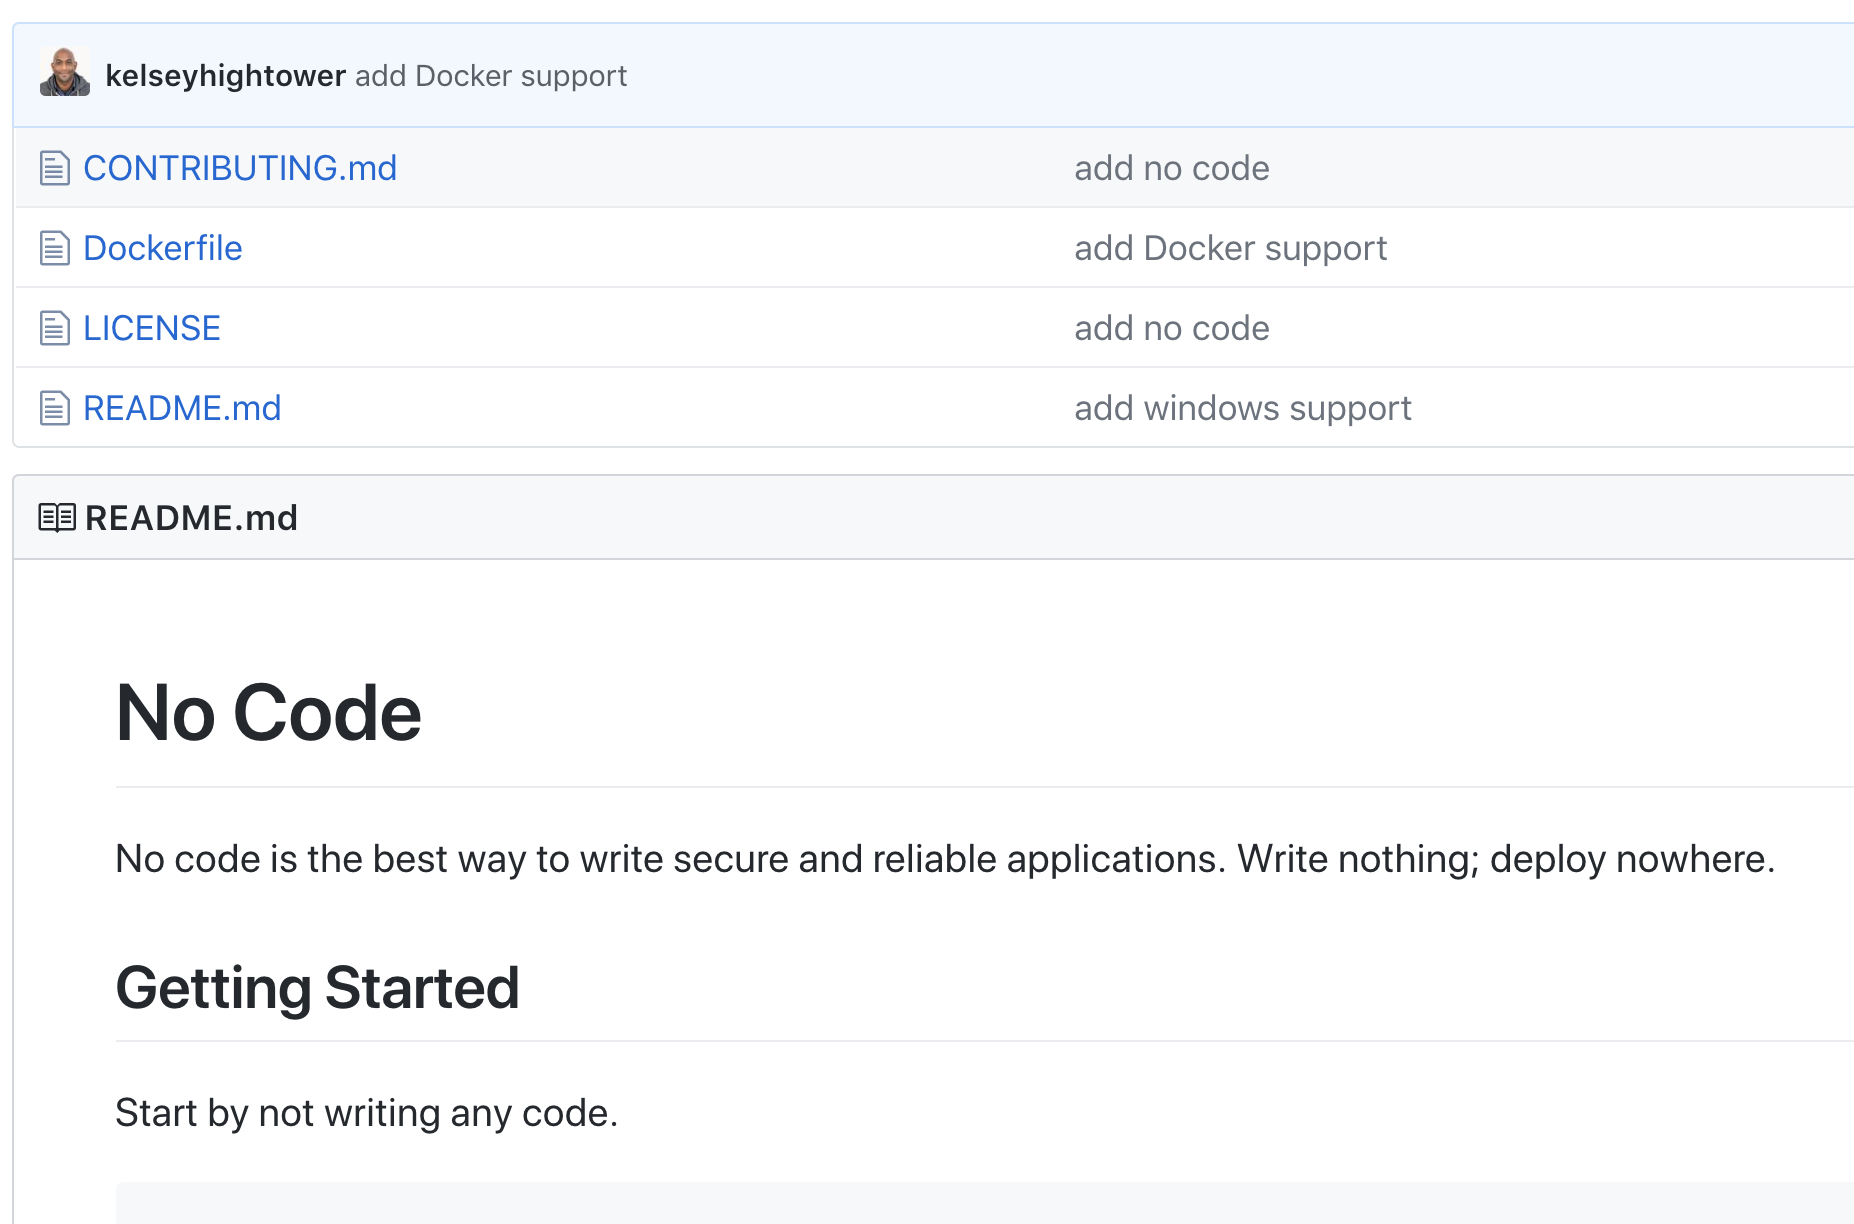 kelseyhightower add Docker support
CONTRIBUTING.md add no code
Dockerfile add Docker support
LICENSE add no code
README.md add windows support
README.md
No Code
No code is the best way to write secure and reliable applications. Write nothing; deploy nowhere.
Getting Started
Start by not writing any code.